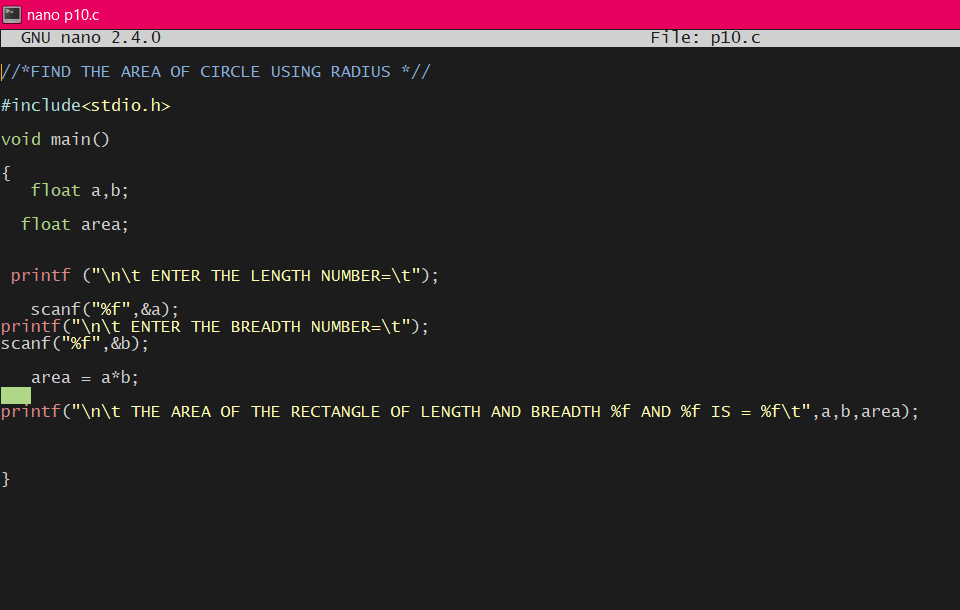 nano p10.c
GNU nano 2.4.0 File: p10.c
//*FIND THE AREA OF CIRCLE USING RADIUS *//
#include<stdio.h>
void main()
{
float a,b;
float area;
printf ("\n\t ENTER THE LENGTH NUMBER=\t");
scanf("%f",&a);
printf("\n\t ENTER THE BREADTH NUMBER=\t");
scanf("%f",&b);
area = a*b;
printf("\n\t THE AREA OF THE RECTANGLE OF LENGTH AND BREADTH %f AND %f IS = %f\t",a,b,area);
}